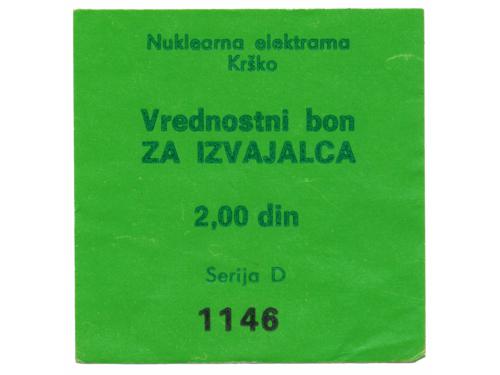 Nuklearna elektrarna
Krško
Vrednostni bon
ZA IZVAJALCA
2,00 din
Serija D
1146